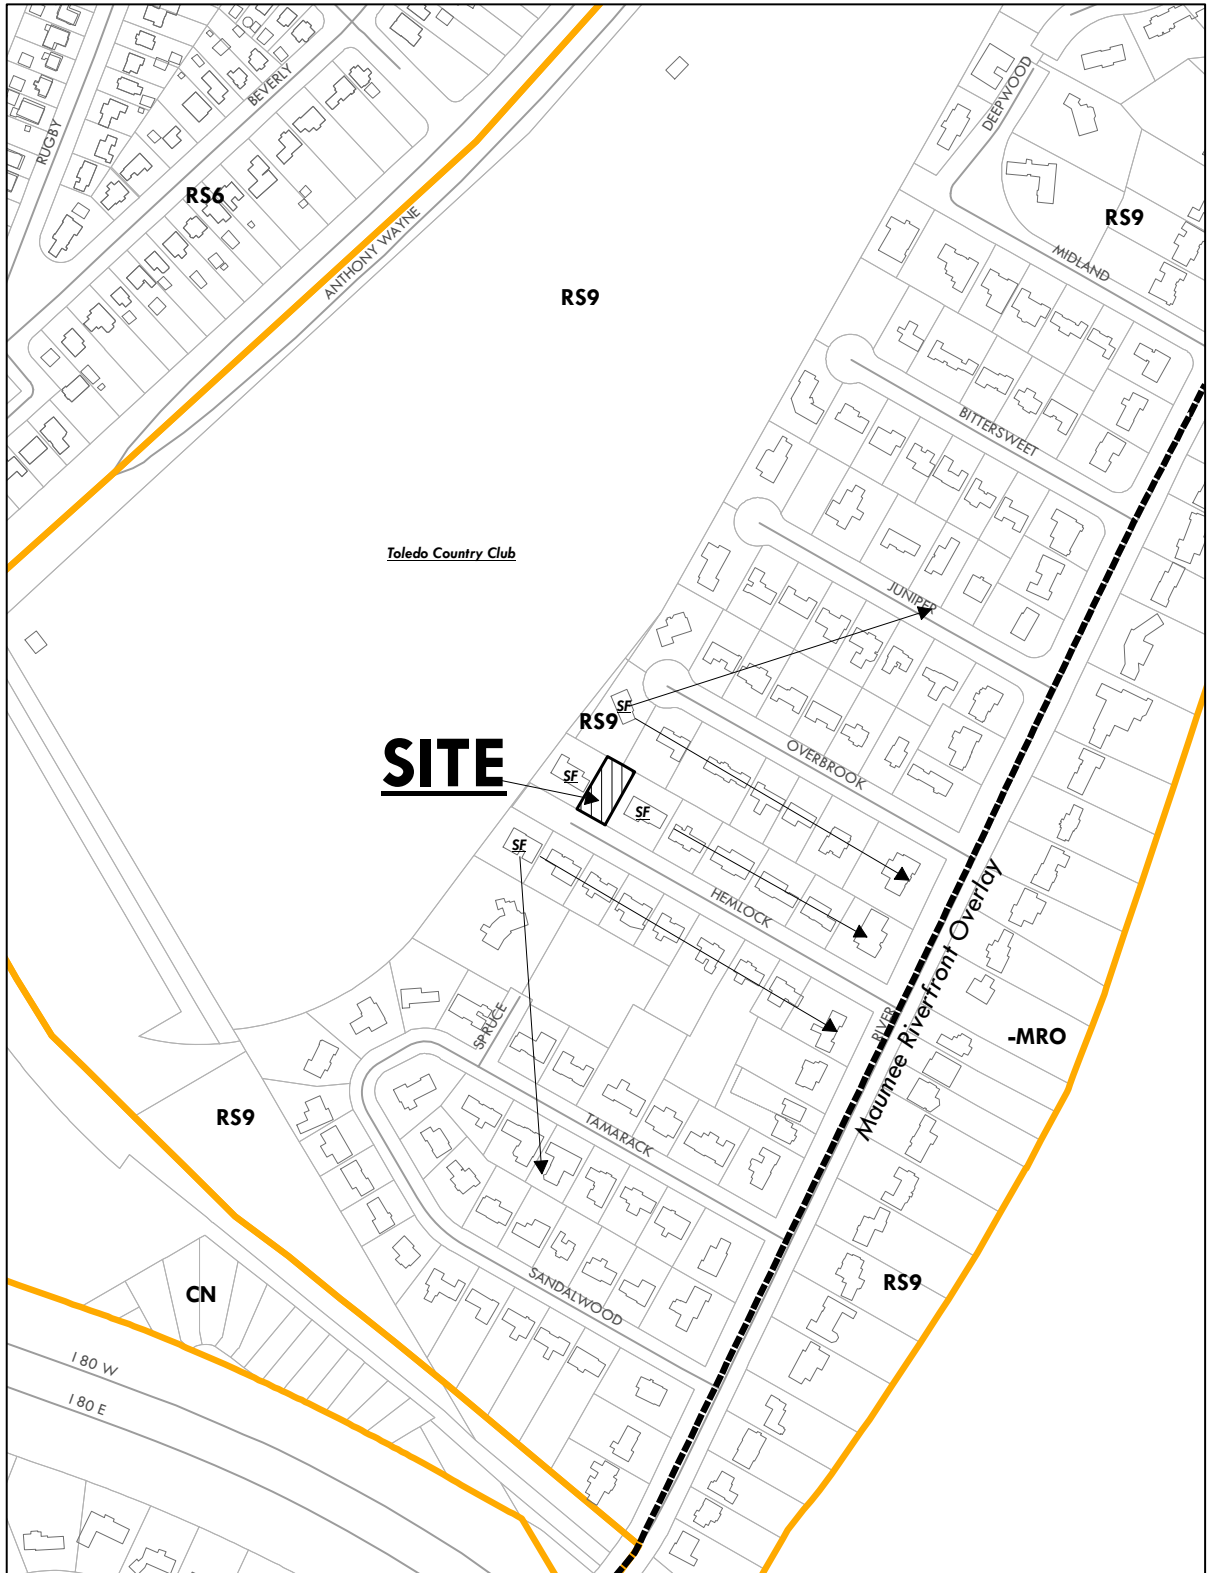 DEEPWOOD
BEVERLY
RUGBY
RS6
RS9
ANTHONY WAYNE
MIDLAND
RS9
BITTERSWEET
Toledo Country Club
JUNIPER
SF
RS9
OVERBROOK
SITE
SF
SF
SF
HEMLOCK
Maumee Riverfront Overlay
RIVER
SPRUCE
-MRO
RS9
TAMARACK
SANDALWOOD
RS9
CN
I 80 W
I 80 E